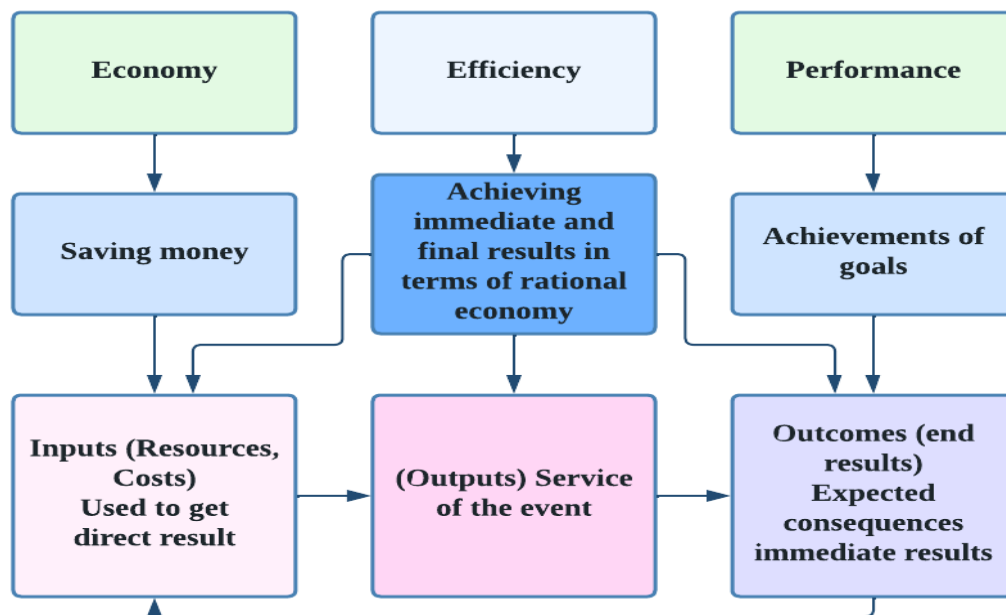 Economy
Efficiency
Performance
Saving money
Achieving
immediate and
final results in
terms of rational
economy
Achievements of
goals
Inputs (Resources,
Costs)
Used to get
direct result
(Outputs) Service
of the event
Outcomes (end
results)
Expected
consequences
immediate results